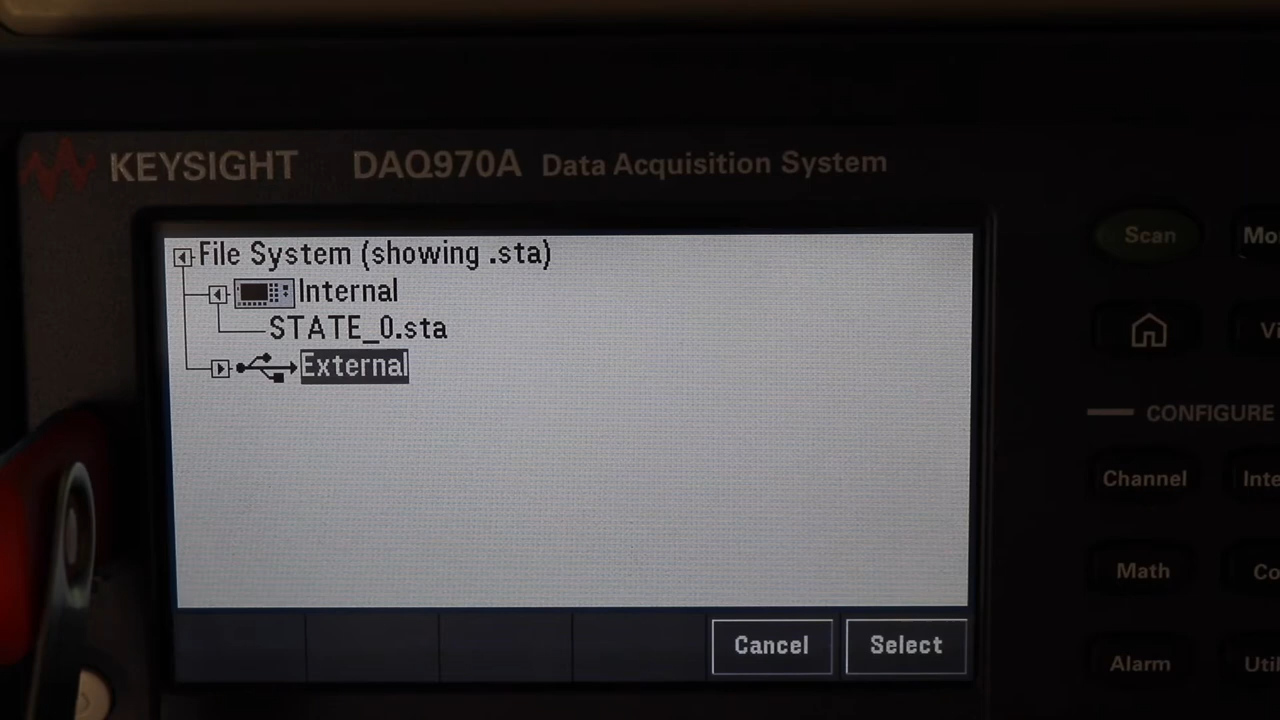 KEYSIGHT DAQ970A Data Acquisition System
File System (showing .sta)
Internal
STATE_0.sta
External
Cancel Select
Scan
CONFIGURE
Channel
Math
Alarm